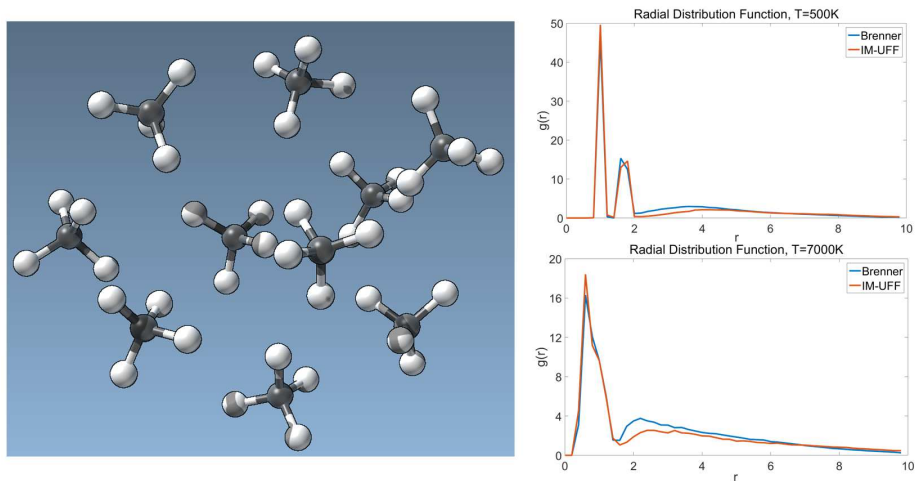 Radial Distribution Function, T=500K
50
40
30
20
10
0
g(r)
Brenner
IM-UFF
0 2 4 6 8 10
r
Radial Distribution Function, T=7000K
20
16
12
8
4
0
g(r)
Brenner
IM-UFF
0 2 4 6 8 10
r